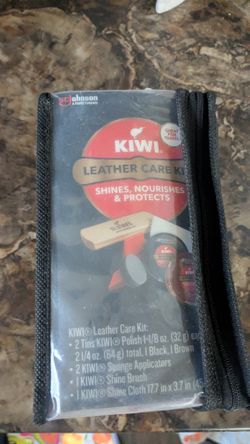 Johnson
KIWI
LEATHER CARE KIT
SHINES, NOURISHES
& PROTECTS
KIWI® Leather Care Kit:
• 2 Tins KIWI® Polish 1-1/8 oz. (32 g) each
2 1/4 oz. (64 g) total, 1 Black, 1 Brown
• 2 KIWI® Sponge Applicators
• 1 KIWI® Shine Brush
• 1 KIWI® Shine Cloth 17.7 in x 3.7 in